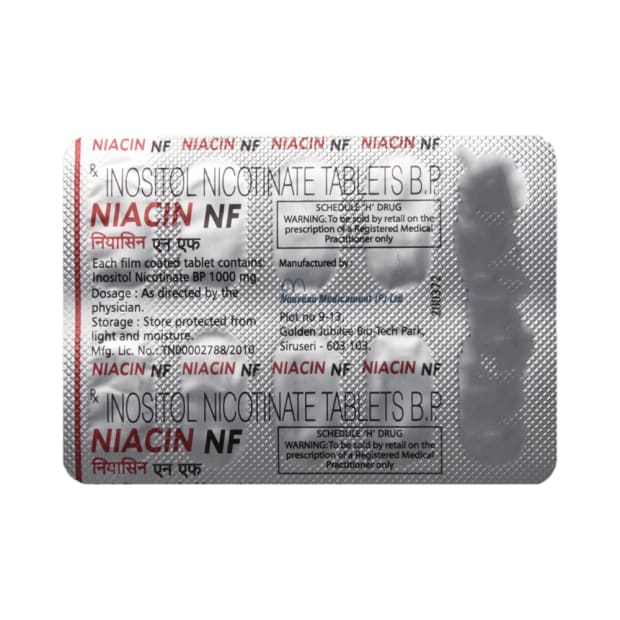 NIACIN NF NIACIN NF NIACIN NF NIACIN NF
Rx INOSITOL NICOTINATE TABLETS B.P.
NIACIN NF
नियासिन एन एफ
Each film coated tablet contains:
Inositol Nicotinate BP 1000 mg
Dosage : As directed by the
physician.
Storage : Store protected from
light and moisture.
Mfg. Lic. No.: TN00002788/2010
SCHEDULE 'H' DRUG
WARNING: To be sold by retail on the
prescription of a Registered Medical
Practitioner only
Manufactured by:
Nouveau Medicament (P) Ltd
Plot no 9-13,
Golden Jubilee Bio-Tech Park,
Siruseri - 603 103.
NIACIN NF NIACIN NF NIACIN NF NIACIN NF
Rx INOSITOL NICOTINATE TABLETS B.P.
NIACIN NF
नियासिन एन एफ
SCHEDULE 'H' DRUG
WARNING: To be sold by retail on the
prescription of a Registered Medical
Practitioner only